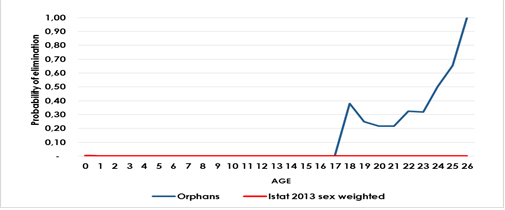 Probability of elimination
1,00
0,90
0,80
0,70
0,60
0,50
0,40
0,30
0,20
0,10
-
0 1 2 3 4 5 6 7 8 9 10 11 12 13 14 15 16 17 18 19 20 21 22 23 24 25 26
AGE
Orphans Istat 2013 sex weighted